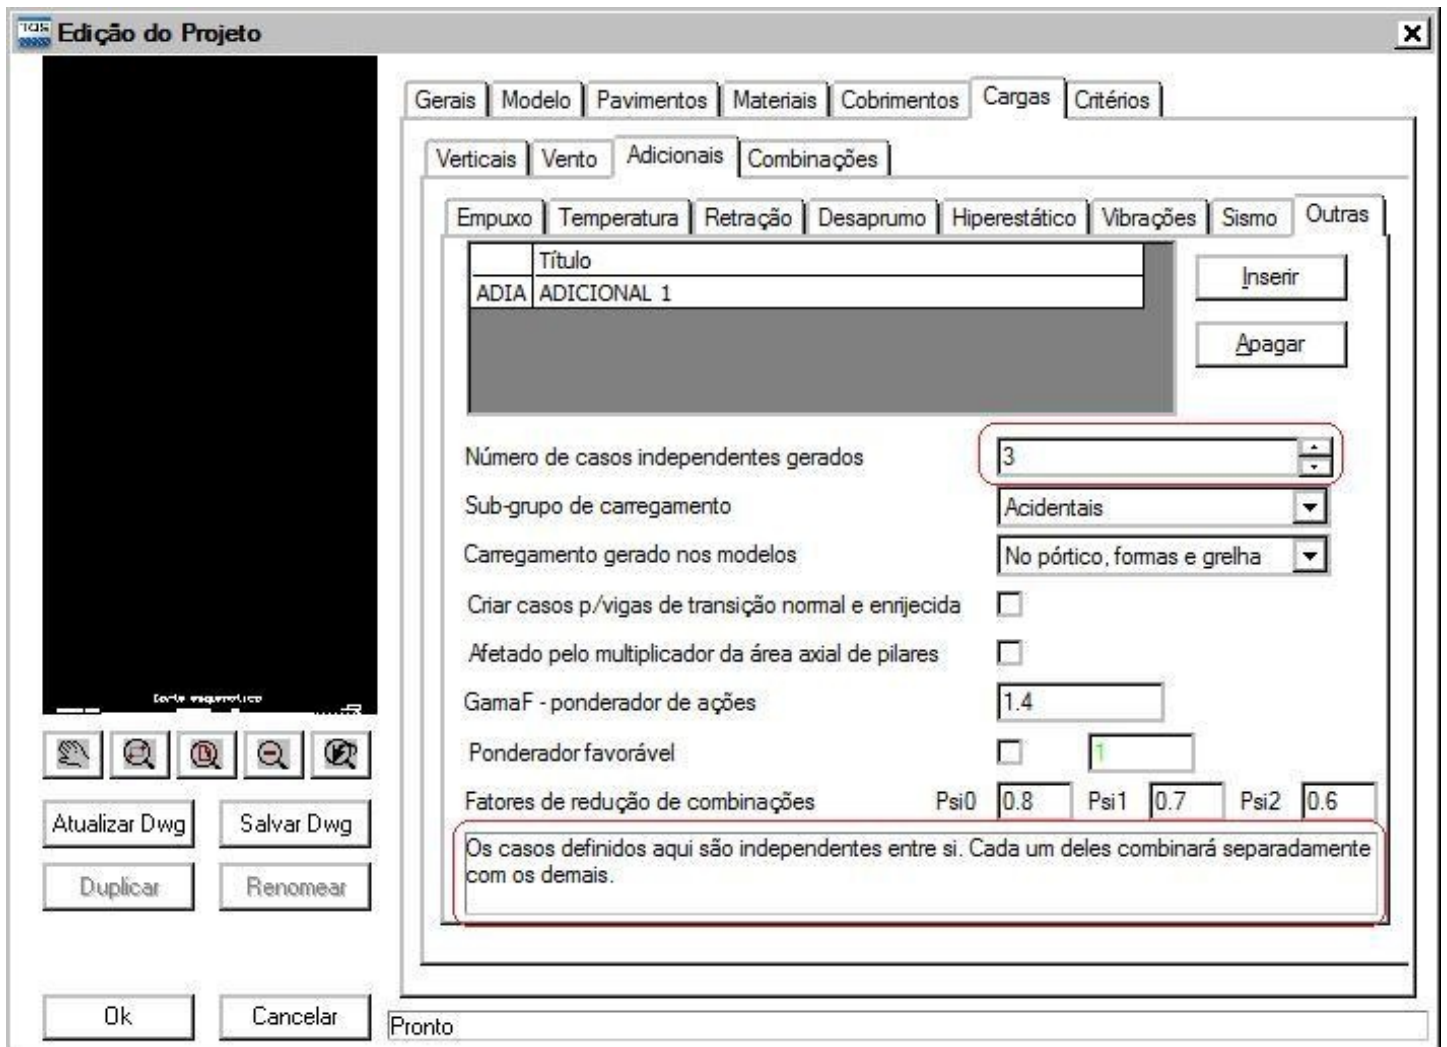 TQS Edição do Projeto
Gerais Modelo Pavimentos Materiais Cobrimentos Cargas Critérios
Verticais Vento Adicionais Combinações
Empuxo Temperatura Retração Desaprumo Hiperestático Vibrações Sismo Outras
Título
ADIA ADICIONAL 1
Inserir
Apagar
Número de casos independentes gerados 3
Sub-grupo de carregamento Acidentais
Carregamento gerado nos modelos No pórtico, formas e grelha
Criar casos p/vigas de transição normal e enrijecida
Afetado pelo multiplicador da área axial de pilares
GamaF - ponderador de ações 1.4
Ponderador favorável 1
Fatores de redução de combinações Psi0 0.8 Psi1 0.7 Psi2 0.6
Os casos definidos aqui são independentes entre si. Cada um deles combinará separadamente
com os demais.
Corte esquemático
Atualizar Dwg Salvar Dwg
Duplicar Renomear
Ok Cancelar
Pronto